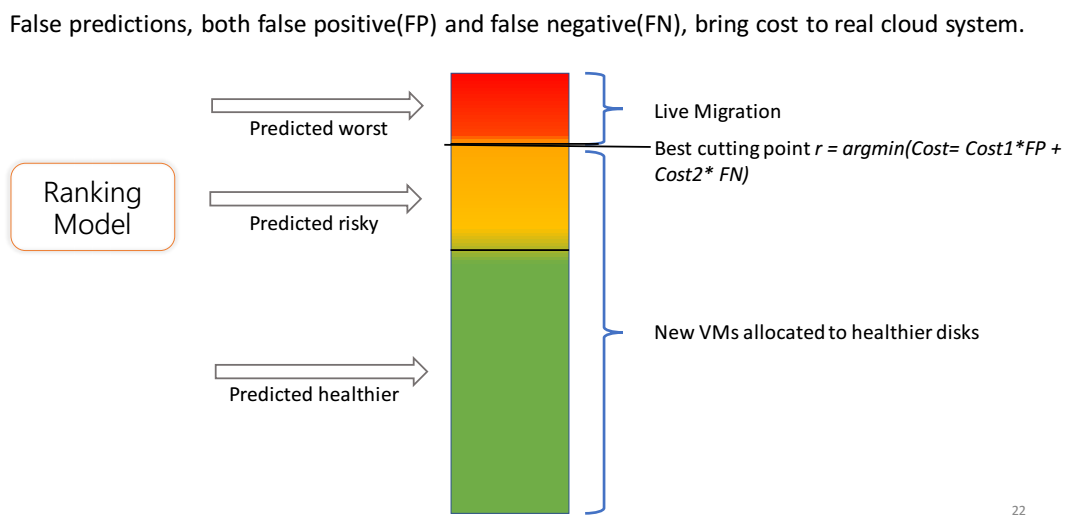 False predictions, both false positive(FP) and false negative(FN), bring cost to real cloud system.
Predicted worst
Live Migration
Best cutting point r = argmin(Cost= Cost1*FP +
Cost2* FN)
Ranking
Model
Predicted risky
New VMs allocated to healthier disks
Predicted healthier
22